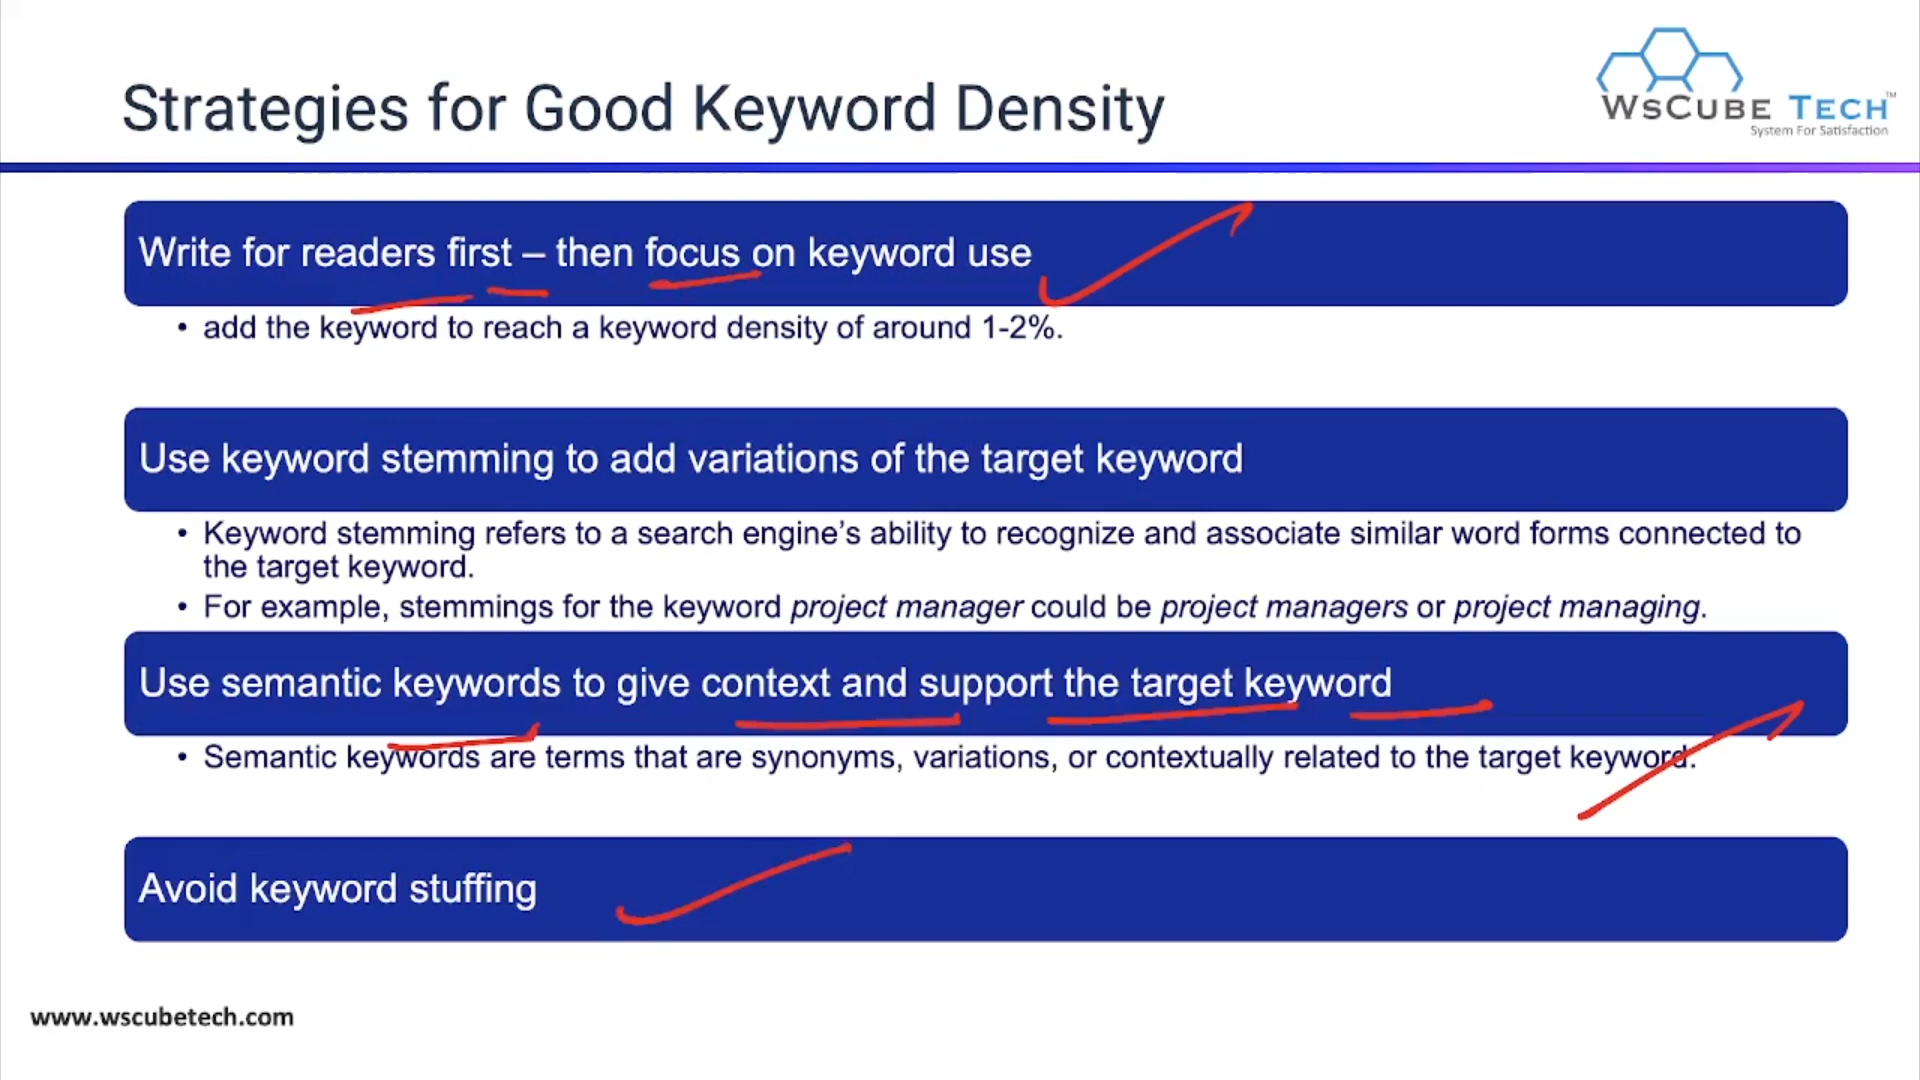 WsCube Tech™
System For Satisfaction
Strategies for Good Keyword Density
Write for readers first – then focus on keyword use
• add the keyword to reach a keyword density of around 1-2%.
Use keyword stemming to add variations of the target keyword
• Keyword stemming refers to a search engine’s ability to recognize and associate similar word forms connected to
the target keyword.
• For example, stemmings for the keyword project manager could be project managers or project managing.
Use semantic keywords to give context and support the target keyword
• Semantic keywords are terms that are synonyms, variations, or contextually related to the target keyword.
Avoid keyword stuffing
www.wscubetech.com